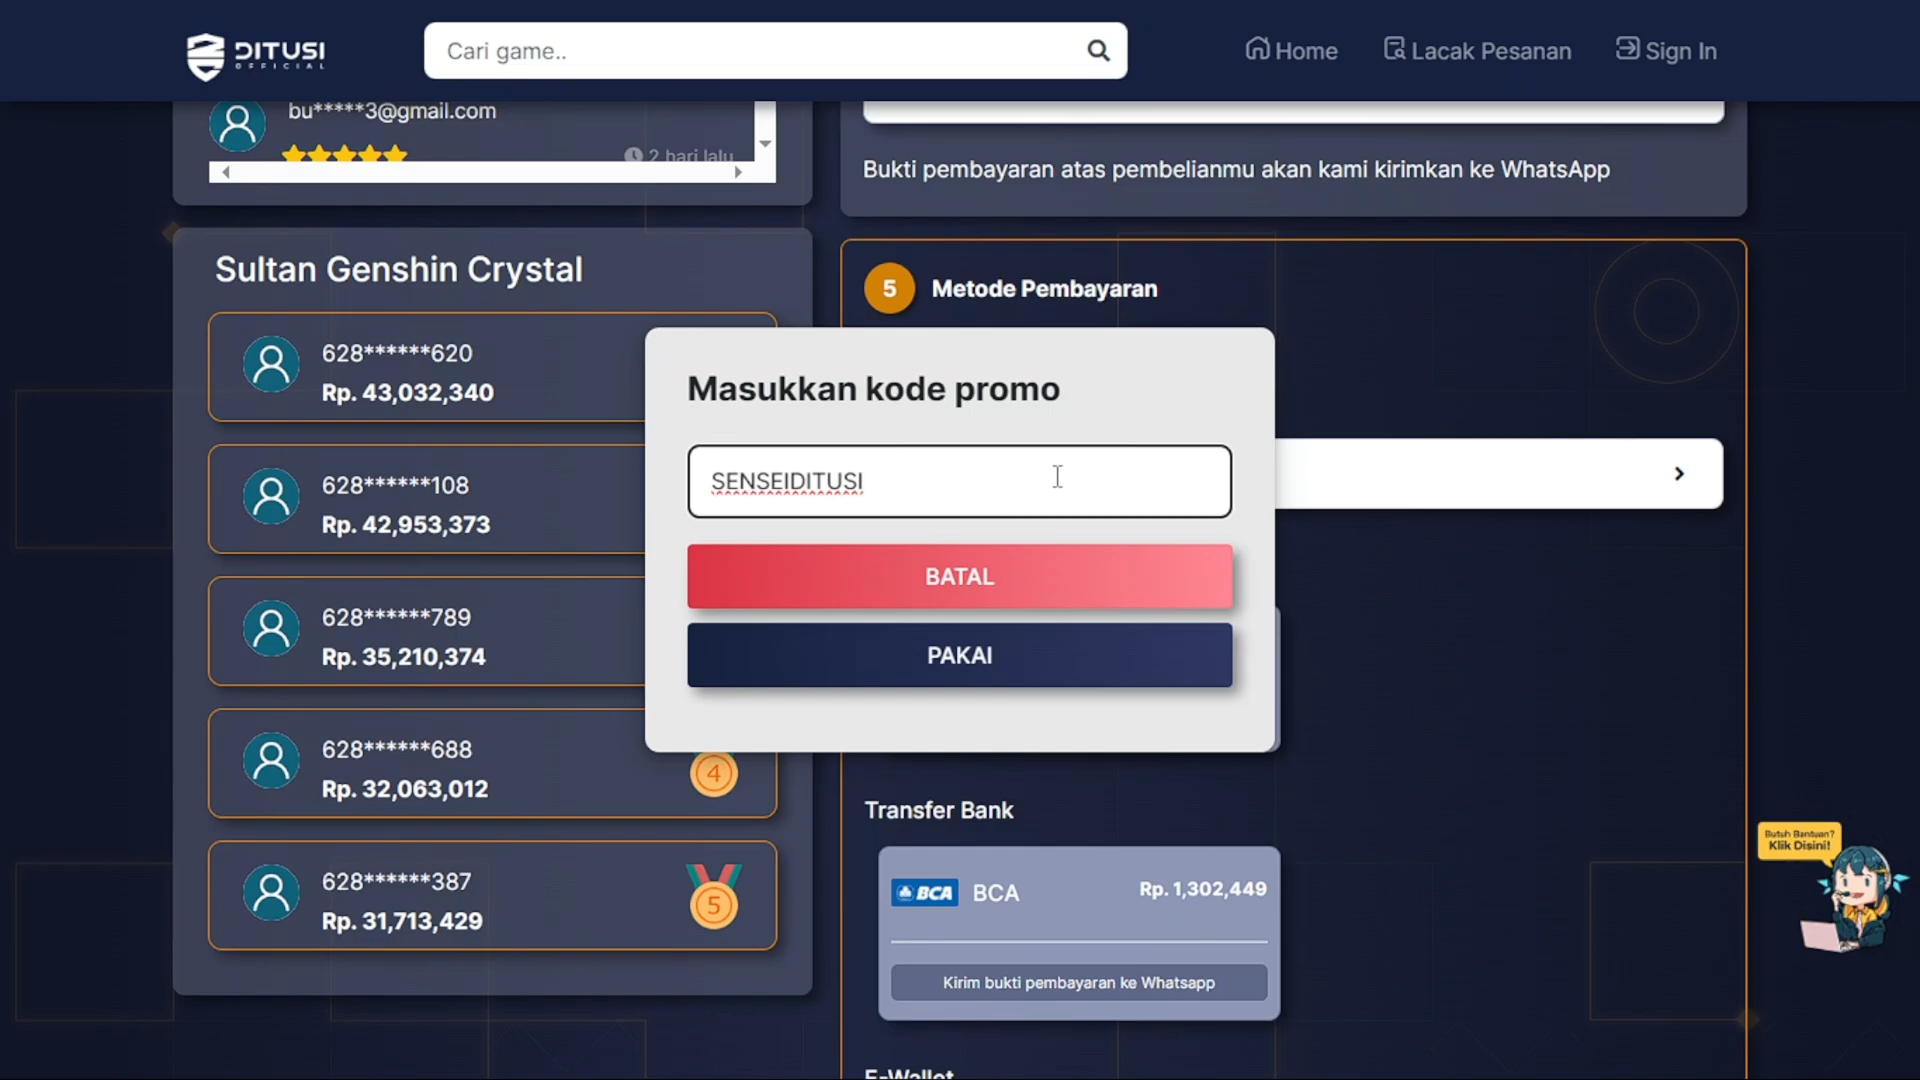 DITUSI
OFFICIAL
Cari game..
Home
Lacak Pesanan
Sign In
bu*****3@gmail.com
2 hari lalu
Bukti pembayaran atas pembelianmu akan kami kirimkan ke WhatsApp
Sultan Genshin Crystal
628******620
Rp. 43,032,340
628******108
Rp. 42,953,373
628******789
Rp. 35,210,374
628******688
Rp. 32,063,012
4
628******387
Rp. 31,713,429
5
5 Metode Pembayaran
Masukkan kode promo
SENSEIDITUSI
BATAL
PAKAI
Transfer Bank
BCA BCA Rp. 1,302,449
Kirim bukti pembayaran ke Whatsapp
E-Wallet
Butuh Bantuan?
Klik Disini!